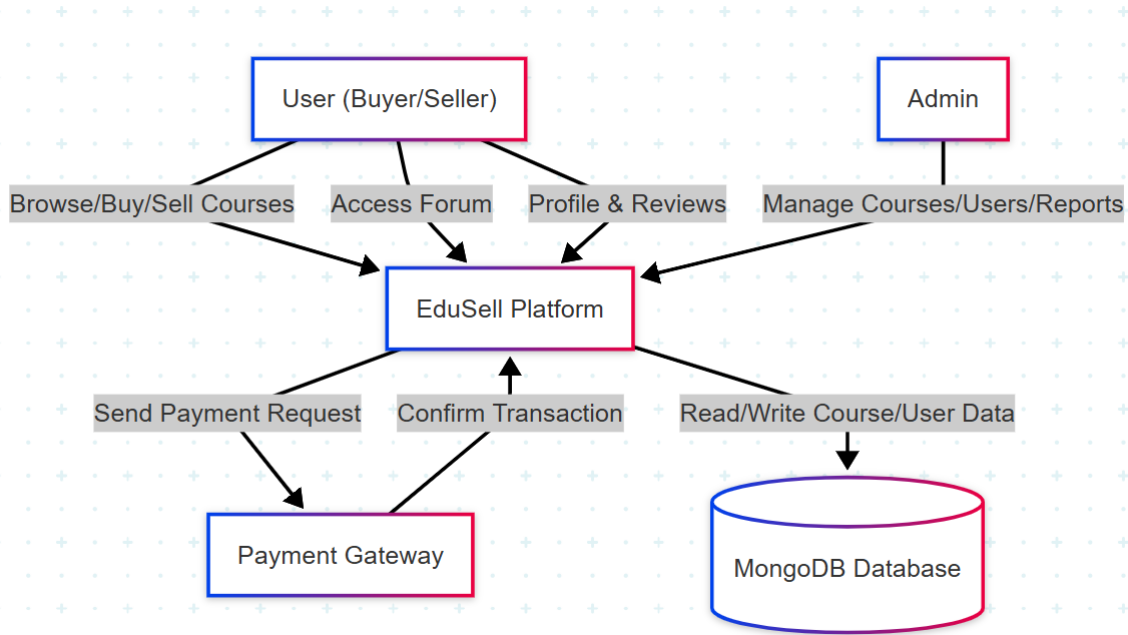 User (Buyer/Seller)
Admin
Browse/Buy/Sell Courses
Access Forum
Profile & Reviews
Manage Courses/Users/Reports
EduSell Platform
Send Payment Request
Confirm Transaction
Read/Write Course/User Data
Payment Gateway
MongoDB Database